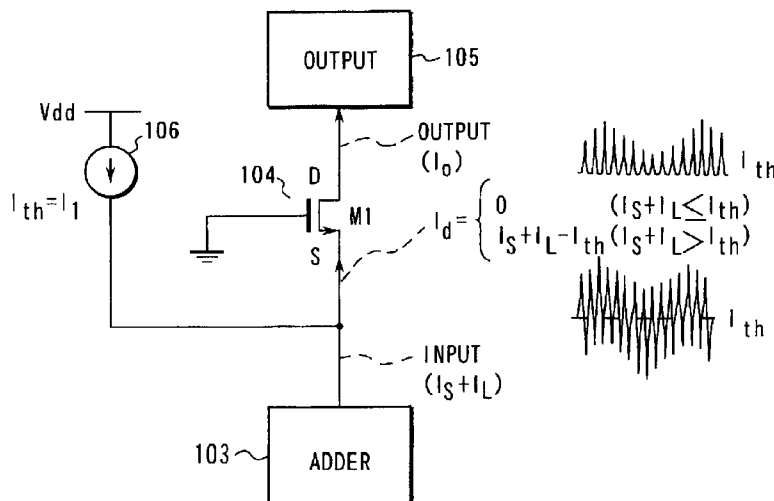 OUTPUT
105
Vdd
106
OUTPUT
(Io)
Ith
104
D
Ith=I1
M1
Id= { 0 (IS+IL≤Ith)
IS+IL-Ith (IS+IL>Ith)
S
Ith
INPUT
(IS+IL)
103
ADDER